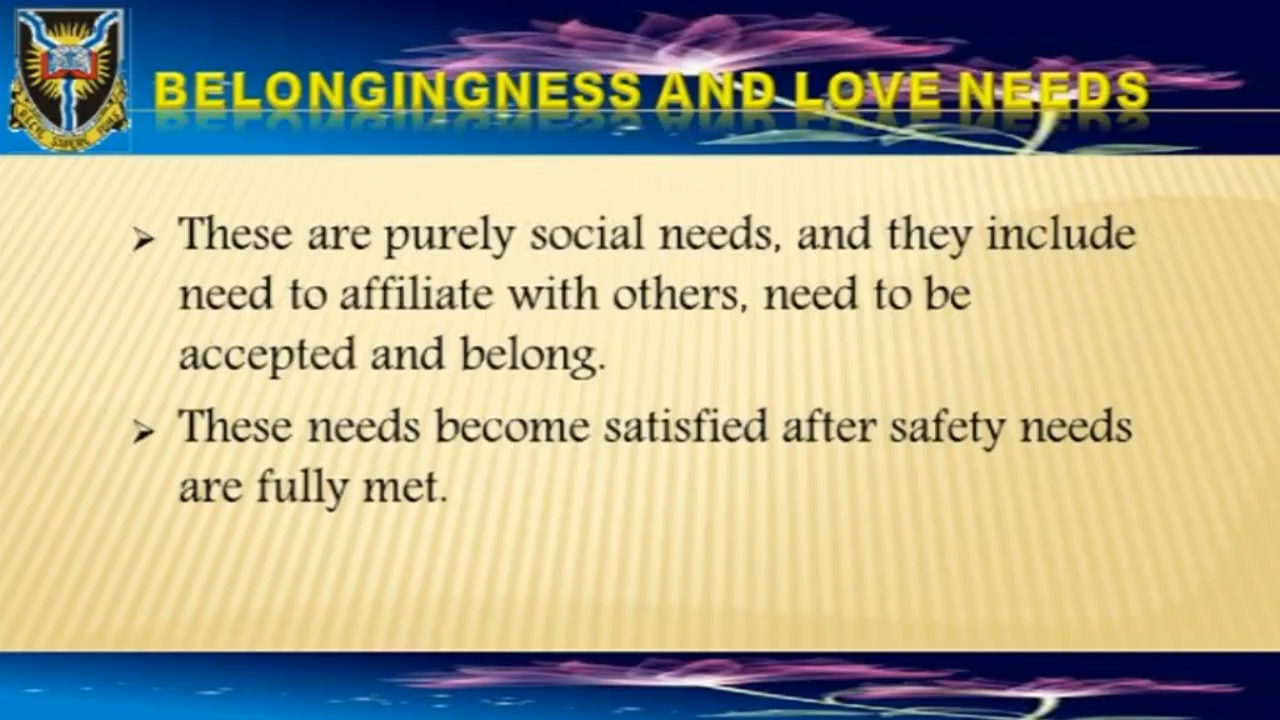 BELONGINGNESS AND LOVE NEEDS
These are purely social needs, and they include
need to affiliate with others, need to be
accepted and belong.
These needs become satisfied after safety needs
are fully met.